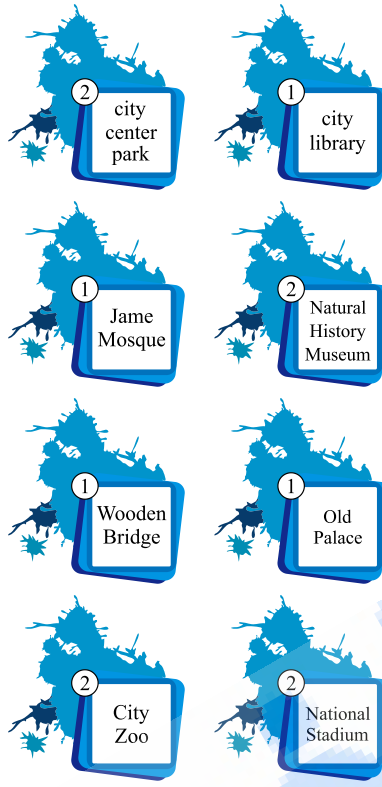 2
city
center
park
1
city
library
1
Jame
Mosque
2
Natural
History
Museum
1
Wooden
Bridge
1
Old
Palace
2
City
Zoo
2
National
Stadium